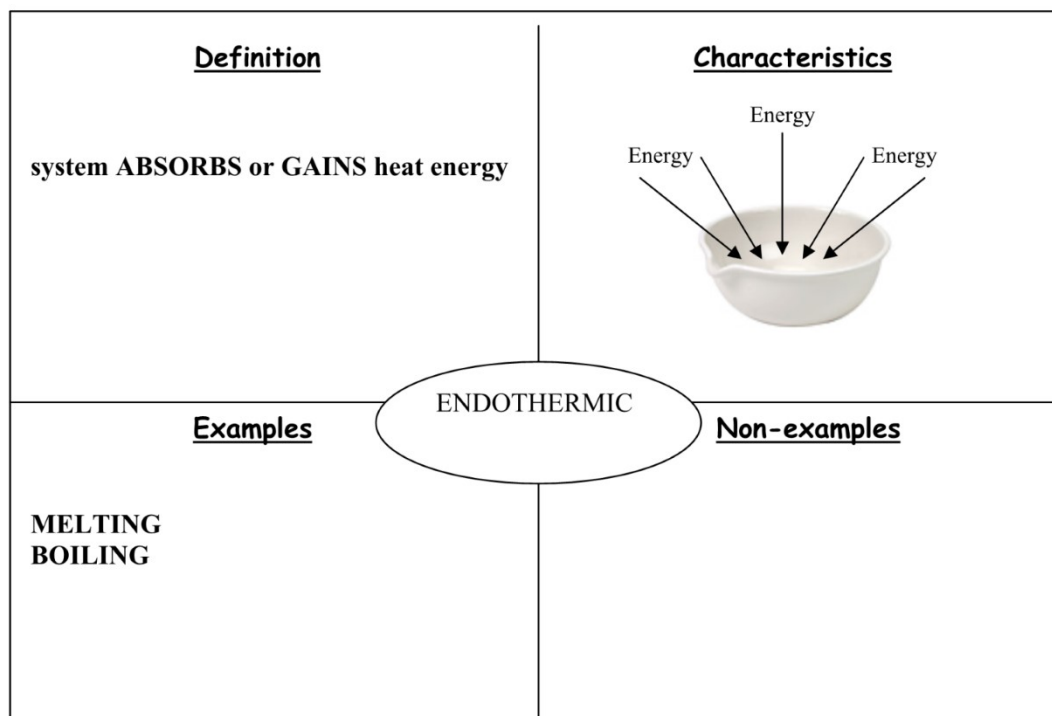 Definition
system ABSORBS or GAINS heat energy
Characteristics
Energy
Energy
Energy
ENDOTHERMIC
Examples
MELTING
BOILING
Non-examples